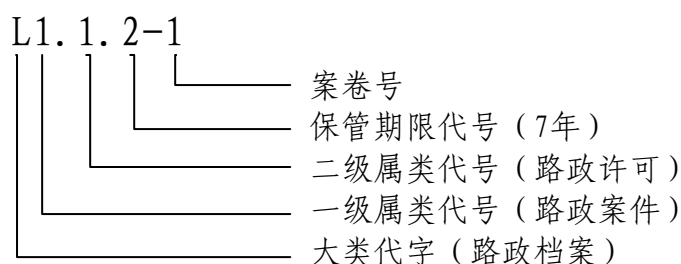 L1.1.2-1
案卷号
保管期限代号（7年）
二级属类代号（路政许可）
一级属类代号（路政案件）
大类代字（路政档案）